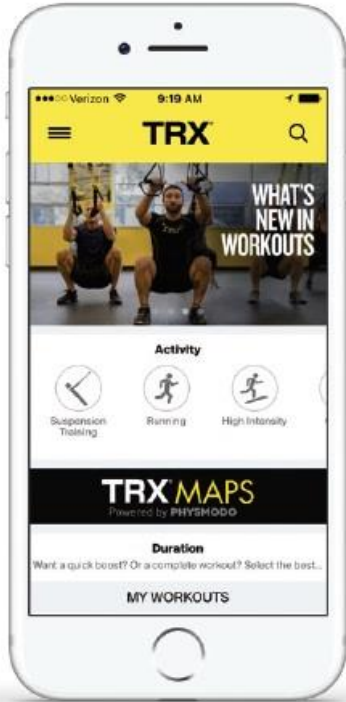 Verizon 9:19 AM
TRX
WHAT'S
NEW IN
WORKOUTS
Activity
Suspension
Training
Running
High Intensity
TRX MAPS
Powered by PHYSMODO
Duration
Want a quick boost? Or a complete workout? Select the best...
MY WORKOUTS